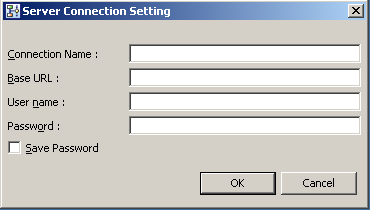 Server Connection Setting
Connection Name :
Base URL :
User name :
Password :
Save Password
OK
Cancel